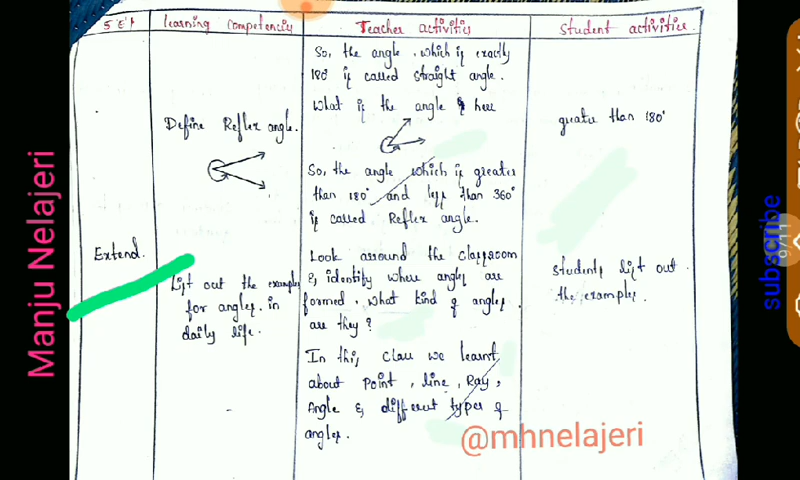 5'E's
learning Competencies
Teacher activities
Student activities.
So, the angle, which is exactly
180° is called straight angle.
Define Reflex angle.
What is the angle is here
greater than 180°
So, the angle which is greater
than 180° and less than 360°
is called Reflex angle.
Extend.
List out the examples
for angles in
daily life.
Look around the classroom
& identify where angles are
formed. What kind of angles
are they?
Students list out
the examples.
In this class we learnt
about Point, line, Ray,
Angle & different types of
angles.
Manju Nelajeri
@mhnelajeri
subscribe